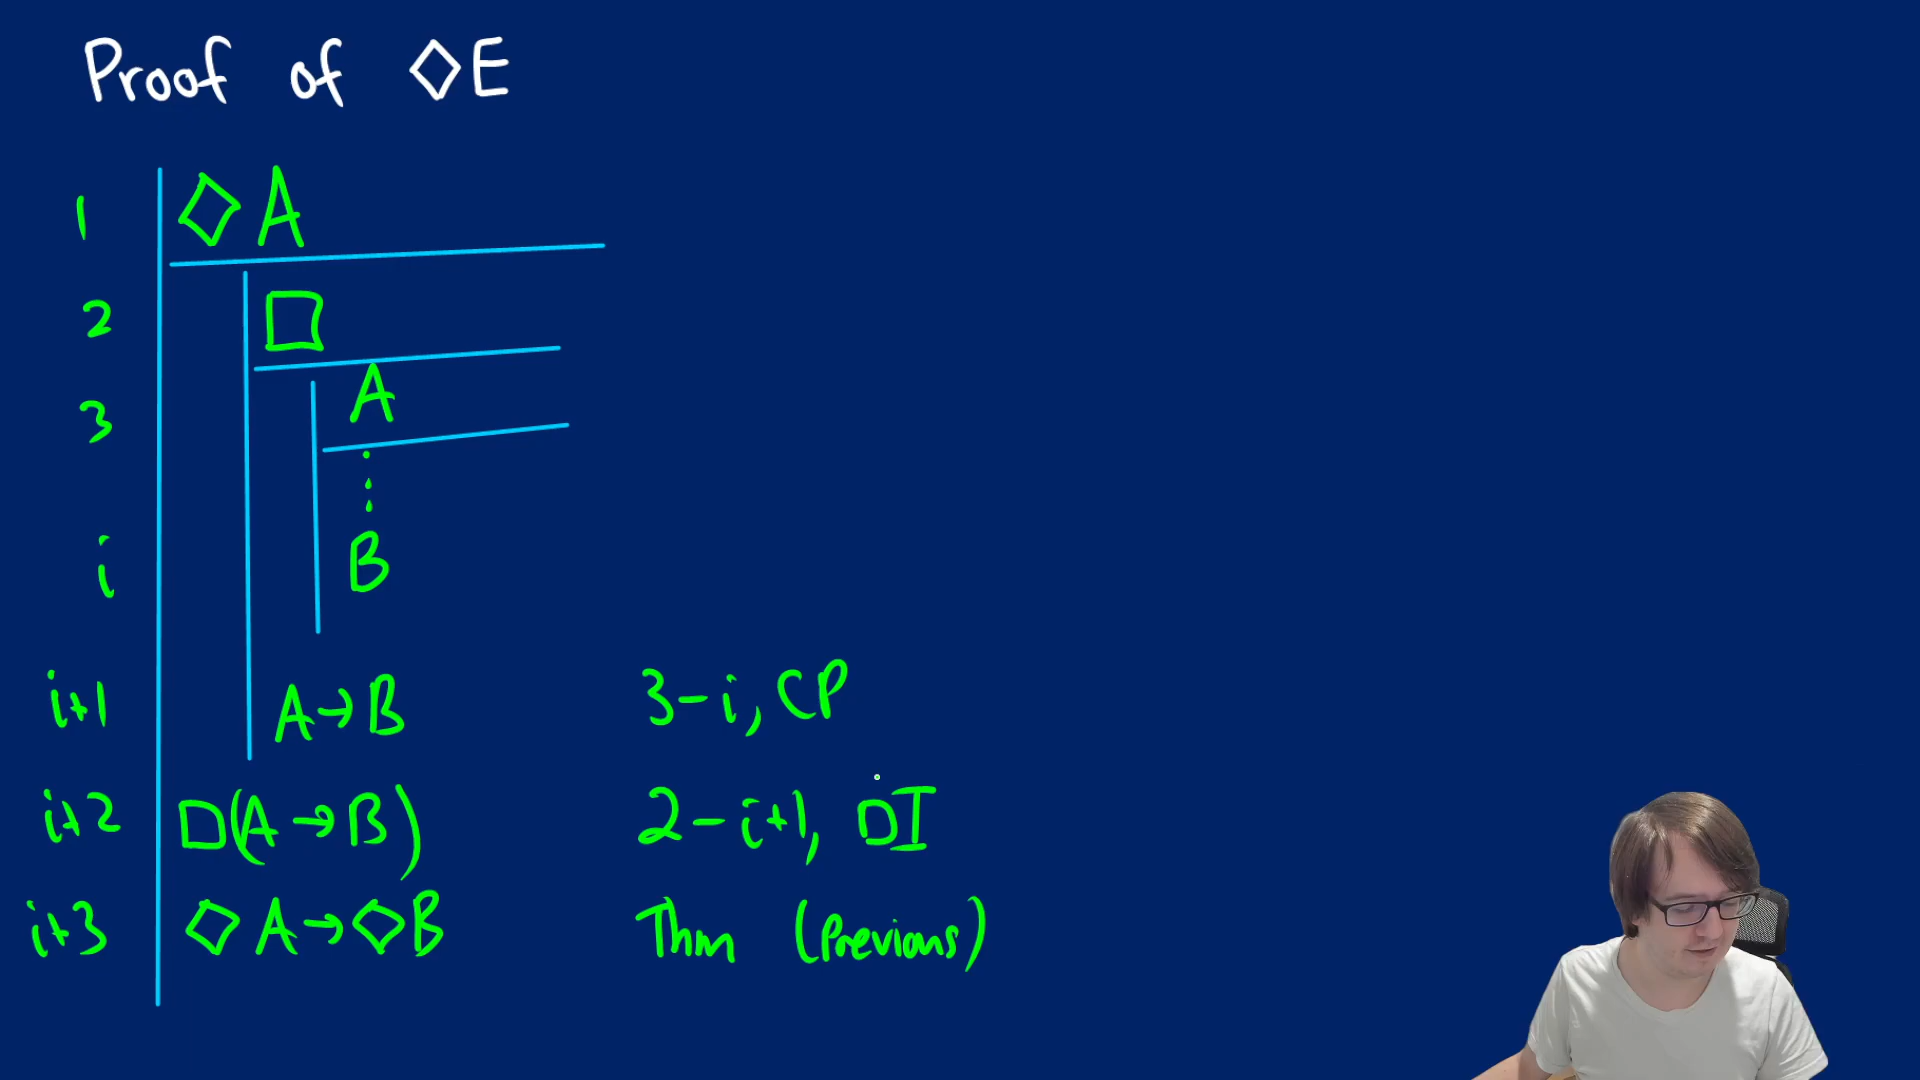 Proof of ◇E
1 ◇A
2 □
3 A
⋮
i B
i+1 A→B 3-i, CP
i+2 □(A→B) 2-i+1, □I
i+3 ◇A→◇B Thm (Previous)